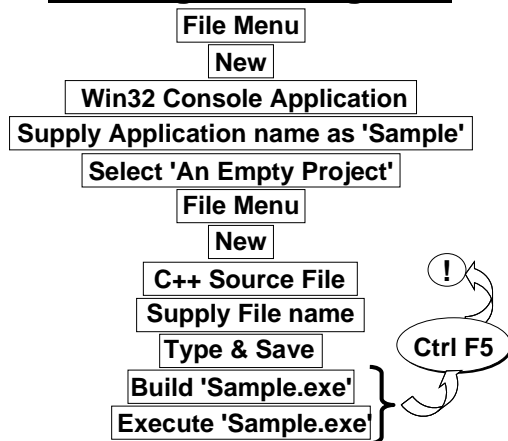 File Menu
New
Win32 Console Application
Supply Application name as 'Sample'
Select 'An Empty Project'
File Menu
New
C++ Source File
!
Supply File name
Type & Save
Ctrl F5
Build 'Sample.exe'
Execute 'Sample.exe'